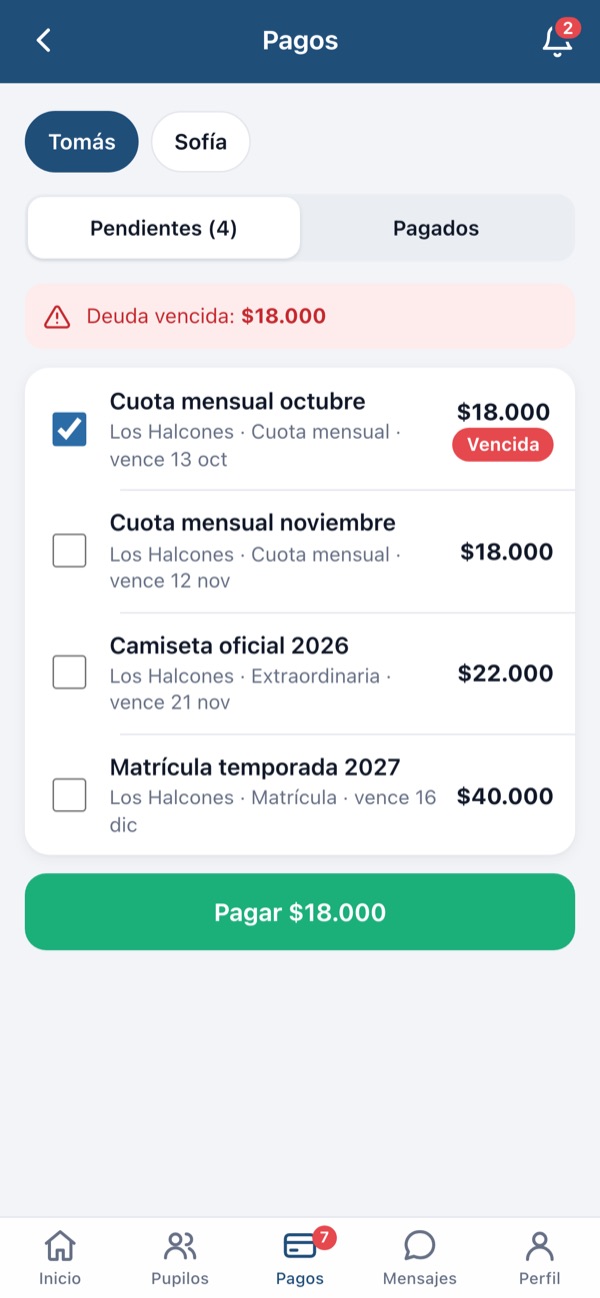 Pagos
2
Tomás
Sofía
Pendientes (4)
Pagados
Deuda vencida: $18.000
Cuota mensual octubre
Los Halcones · Cuota mensual ·
vence 13 oct
$18.000
Vencida
Cuota mensual noviembre
Los Halcones · Cuota mensual ·
vence 12 nov
$18.000
Camiseta oficial 2026
Los Halcones · Extraordinaria ·
vence 21 nov
$22.000
Matrícula temporada 2027
Los Halcones · Matrícula · vence 16
dic
$40.000
Pagar $18.000
7
Inicio
Pupilos
Pagos
Mensajes
Perfil